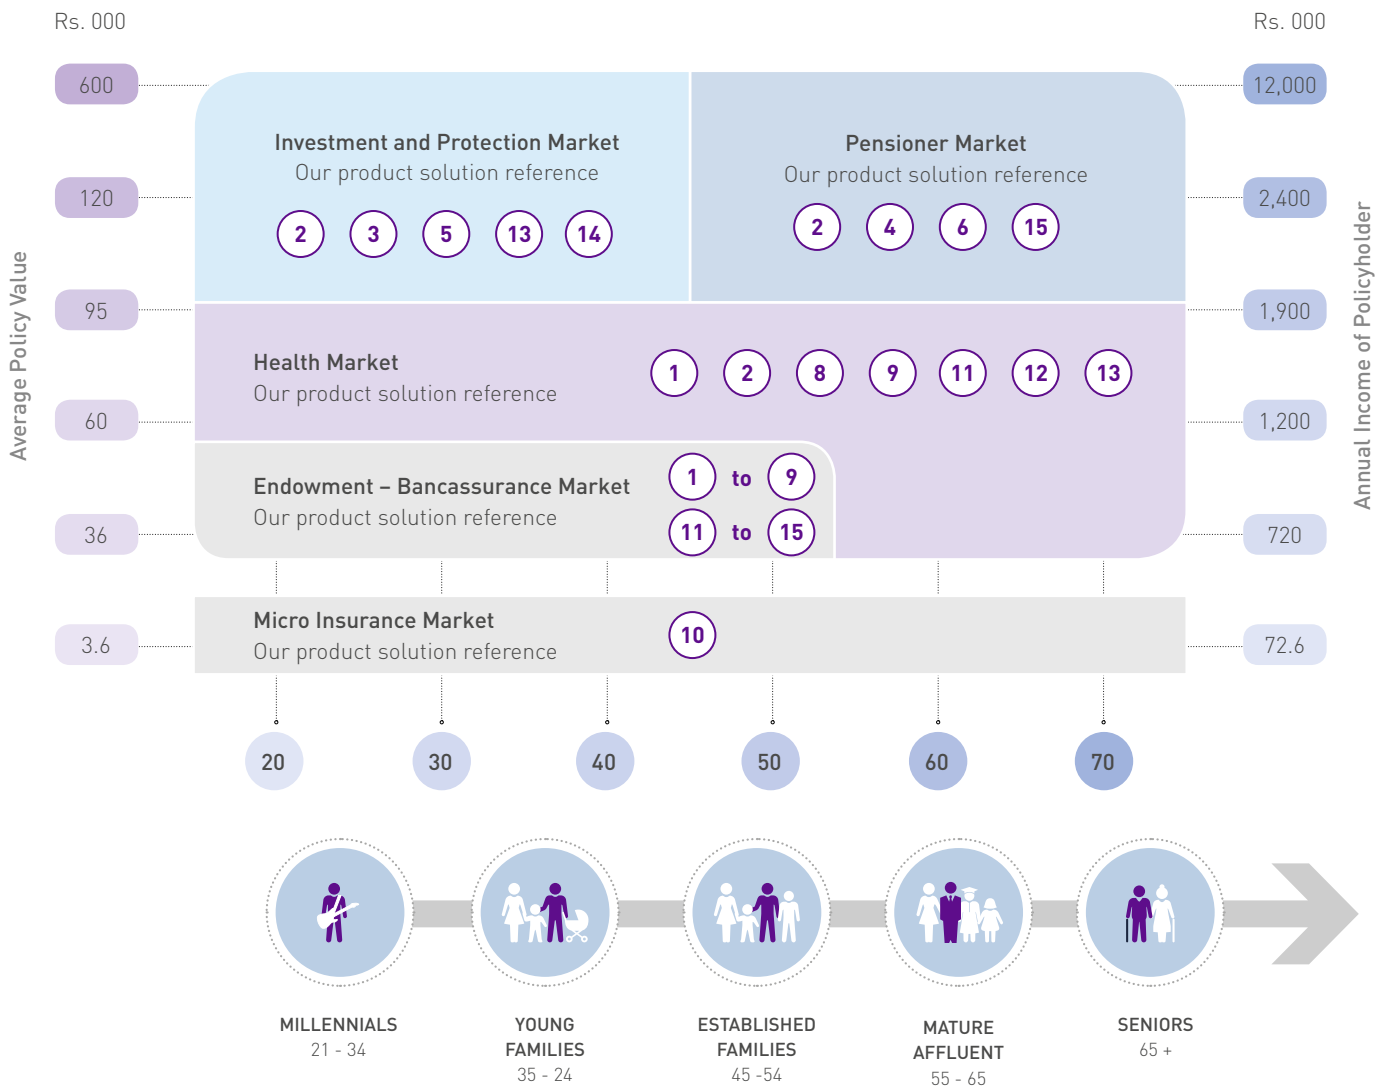 Rs. 000
Rs. 000
600
12,000
120
2,400
95
1,900
60
1,200
36
720
3.6
72.6
Average Policy Value
Annual Income of Policyholder
Investment and Protection Market
Our product solution reference
2 3 5 13 14
Pensioner Market
Our product solution reference
2 4 6 15
Health Market
Our product solution reference
1 2 8 9 11 12 13
Endowment – Bancassurance Market
Our product solution reference
1 to 9
11 to 15
Micro Insurance Market
Our product solution reference
10
20 30 40 50 60 70
MILLENNIALS
21 - 34
YOUNG
FAMILIES
35 - 24
ESTABLISHED
FAMILIES
45 -54
MATURE
AFFLUENT
55 - 65
SENIORS
65 +